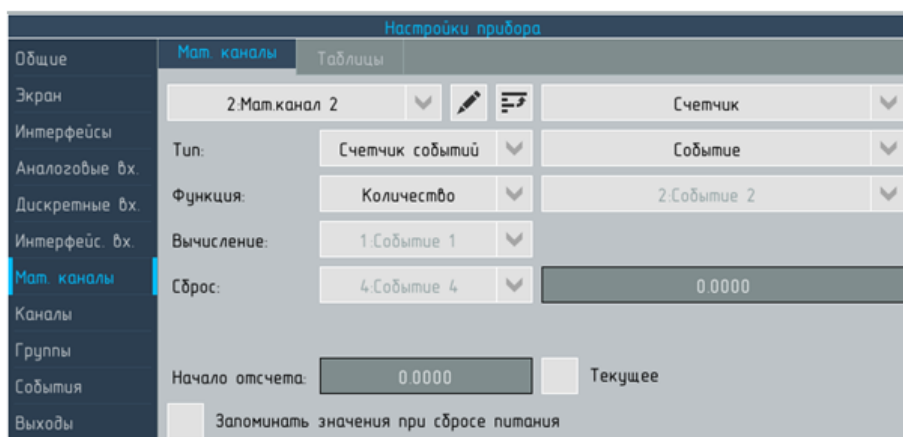 Настройки прибора
Мат. каналы
Таблицы
Общие
Экран
Интерфейсы
Аналоговые вх.
Дискретные вх.
Интерфейс. вх.
Мат. каналы
Каналы
Группы
События
Выходы
2:Мат.канал 2
Счетчик
Тип: Счетчик событий Событие
Функция: Количество 2:Событие 2
Вычисление: 1:Событие 1
Сброс: 4:Событие 4 0.0000
Начало отсчета: 0.0000 Текущее
Запоминать значения при сбросе питания